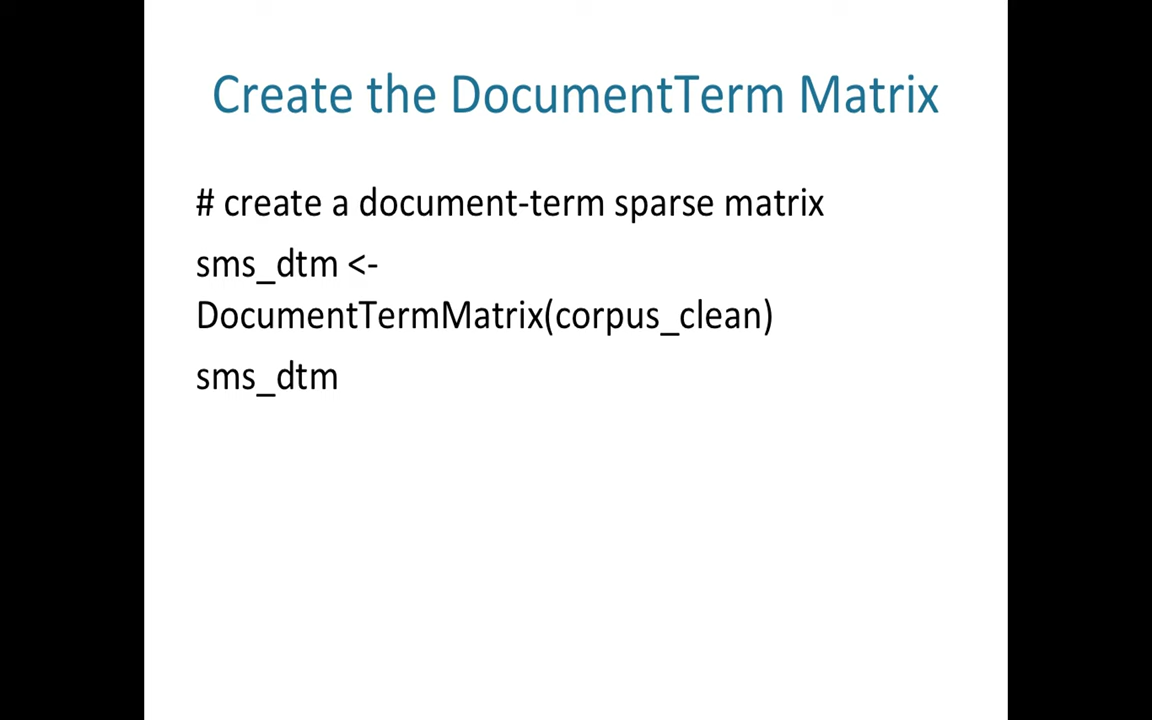 Create the DocumentTerm Matrix
# create a document-term sparse matrix
sms_dtm <-
DocumentTermMatrix(corpus_clean)
sms_dtm